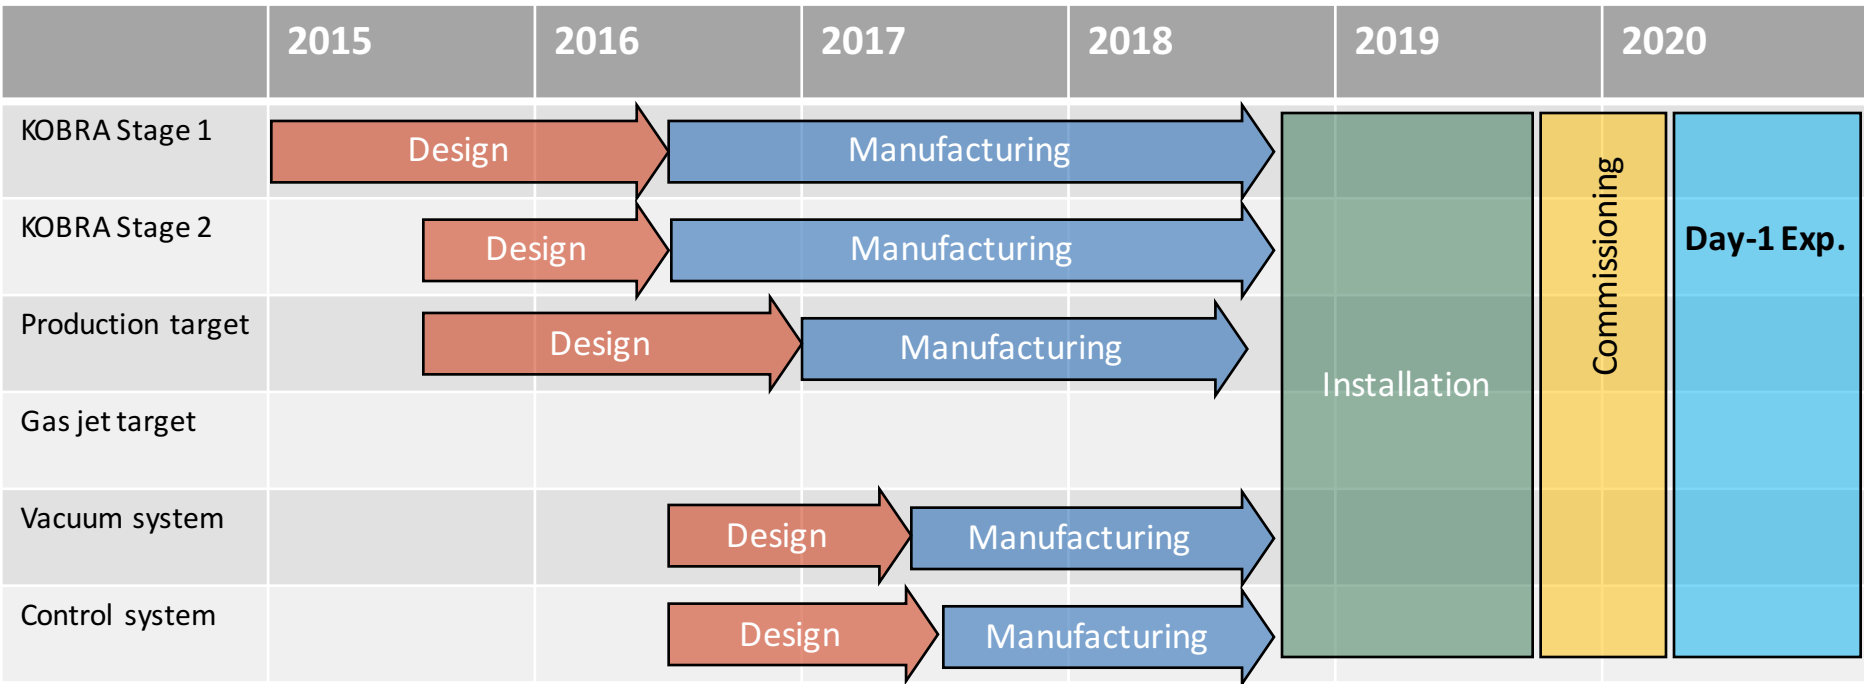 2015 2016 2017 2018 2019 2020
KOBRA Stage 1 Design Manufacturing
KOBRA Stage 2 Design Manufacturing
Production target Design Manufacturing
Gas jet target
Vacuum system Design Manufacturing
Control system Design Manufacturing
Installation
Commissioning
Day-1 Exp.